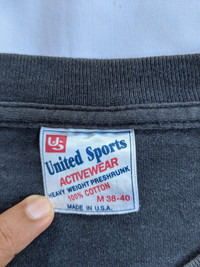 US
United Sports
ACTIVEWEAR
HEAVY WEIGHT PRESHRUNK
100% COTTON
M 38-40
MADE IN U.S.A.